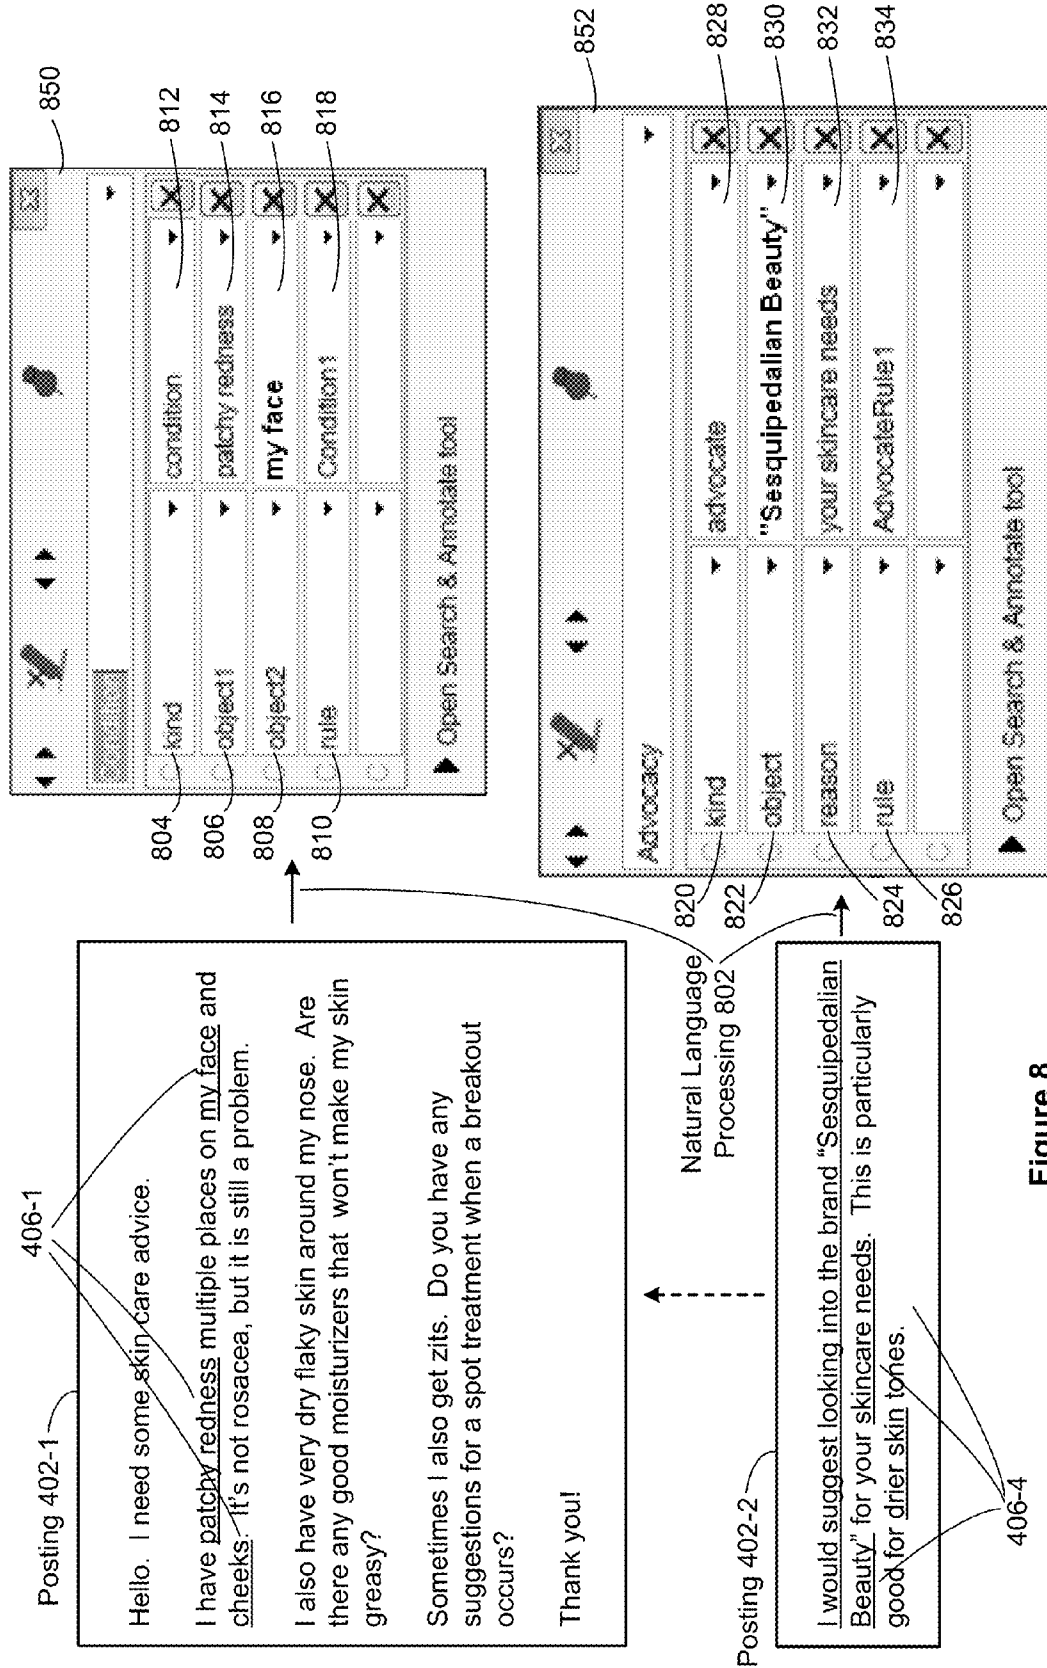 Posting 402-1
406-1
Hello. I need some skin care advice.
I have patchy redness multiple places on my face and
cheeks. It's not rosacea, but it is still a problem.
I also have very dry flaky skin around my nose. Are
there any good moisturizers that won't make my skin
greasy?
Sometimes I also get zits. Do you have any
suggestions for a spot treatment when a breakout
occurs?
Thank you!
850
804
kind
condition
812
806
object1
patchy redness
814
808
object2
my face
816
810
rule
Condition1
818
Open Search & Annotate tool
Natural Language
Processing 802
Posting 402-2
I would suggest looking into the brand "Sesquipedalian
Beauty" for your skincare needs. This is particularly
good for drier skin tones.
406-4
852
Advocacy
820
kind
advocate
828
822
object
"Sesquipedalian Beauty"
830
824
reason
your skincare needs
832
826
rule
AdvocateRule1
834
Open Search & Annotate tool
Figure 8